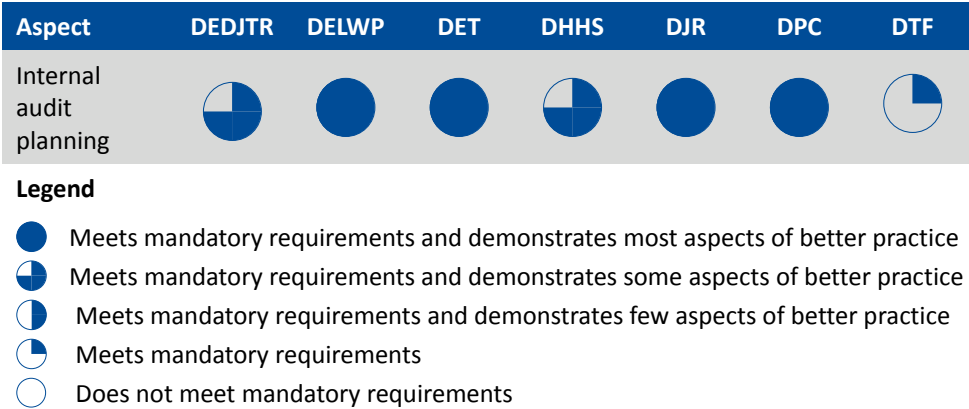 Aspect DEDJTR DELWP DET DHHS DJR DPC DTF
Internal
audit
planning
Legend
Meets mandatory requirements and demonstrates most aspects of better practice
Meets mandatory requirements and demonstrates some aspects of better practice
Meets mandatory requirements and demonstrates few aspects of better practice
Meets mandatory requirements
Does not meet mandatory requirements